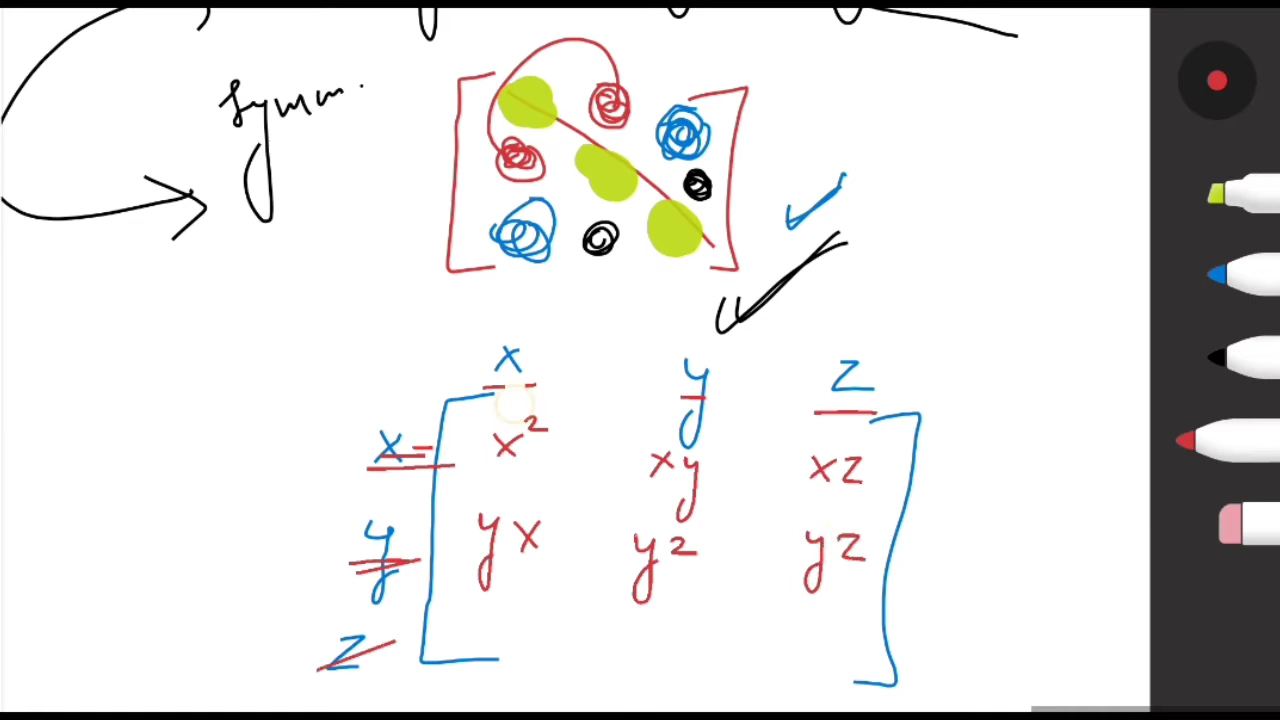 Symm.
x y z
x = x² xy xz
y yx y² yz
z